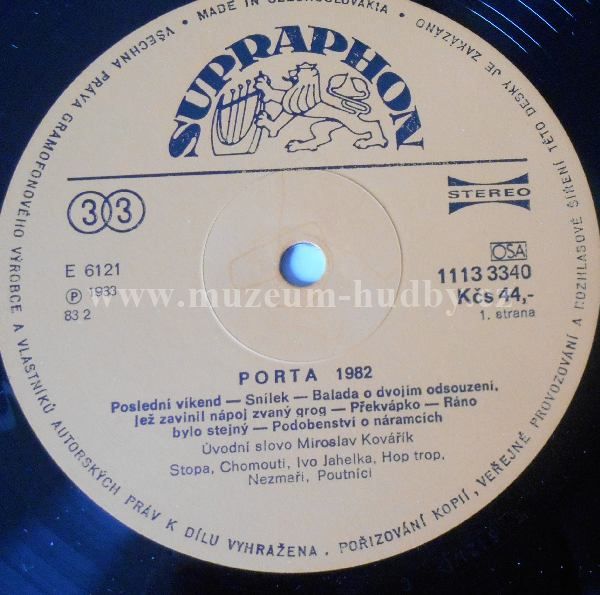 VŠECHNA PRÁVA GRAMOFONOVÉHO VÝROBCE A VLASTNÍKŮ AUTORSKÝCH PRÁV K DÍLU VYHRAŽENA. POŘIZOVÁNÍ KOPIÍ, VEŘEJNÉ PROVOZOVÁNÍ A ROZHLASOVÉ ŠÍŘENÍ TÉTO DESKY JE ZAKÁZÁNO
MADE IN CZECHOSLOVAKIA
SUPRAPHON
33
STEREO
E 6121
Ⓟ 1983
83 2
OSA
1113 3340
Kčs 44,-
1. strana
www.muzeum-hudby.cz
PORTA 1982
Poslední víkend — Snílek — Balada o dvojím odsouzení,
jež zavinil nápoj zvaný grog — Překvápko — Ráno
bylo stejný — Podobenství o náramcích
Úvodní slovo Miroslav Kovářík
Stopa, Chomouti, Ivo Jahelka, Hop trop,
Nezmaři, Poutníci